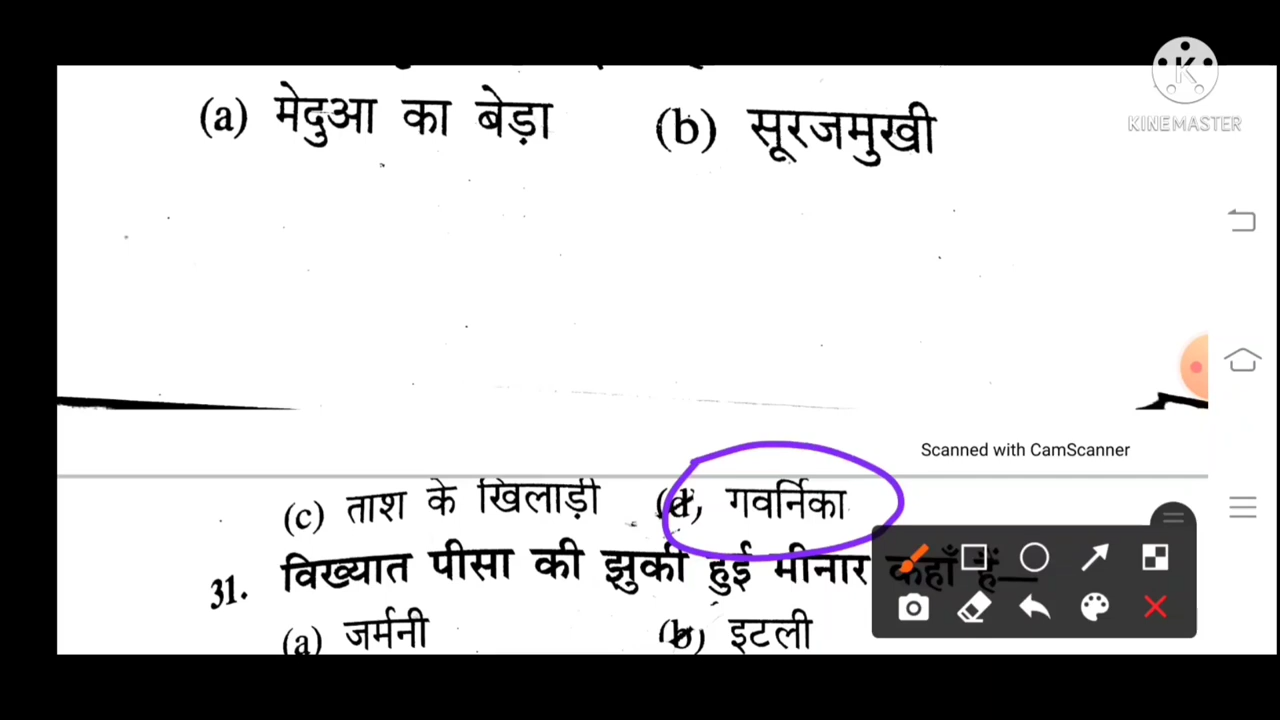 KINEMASTER
(a) मेदुआ का बेड़ा (b) सूरजमुखी
Scanned with CamScanner
(c) ताश के खिलाड़ी (d) गवर्निका
31. विख्यात पीसा की झुकी हुई मीनार कहाँ हैं—
(a) जर्मनी (b) इटली